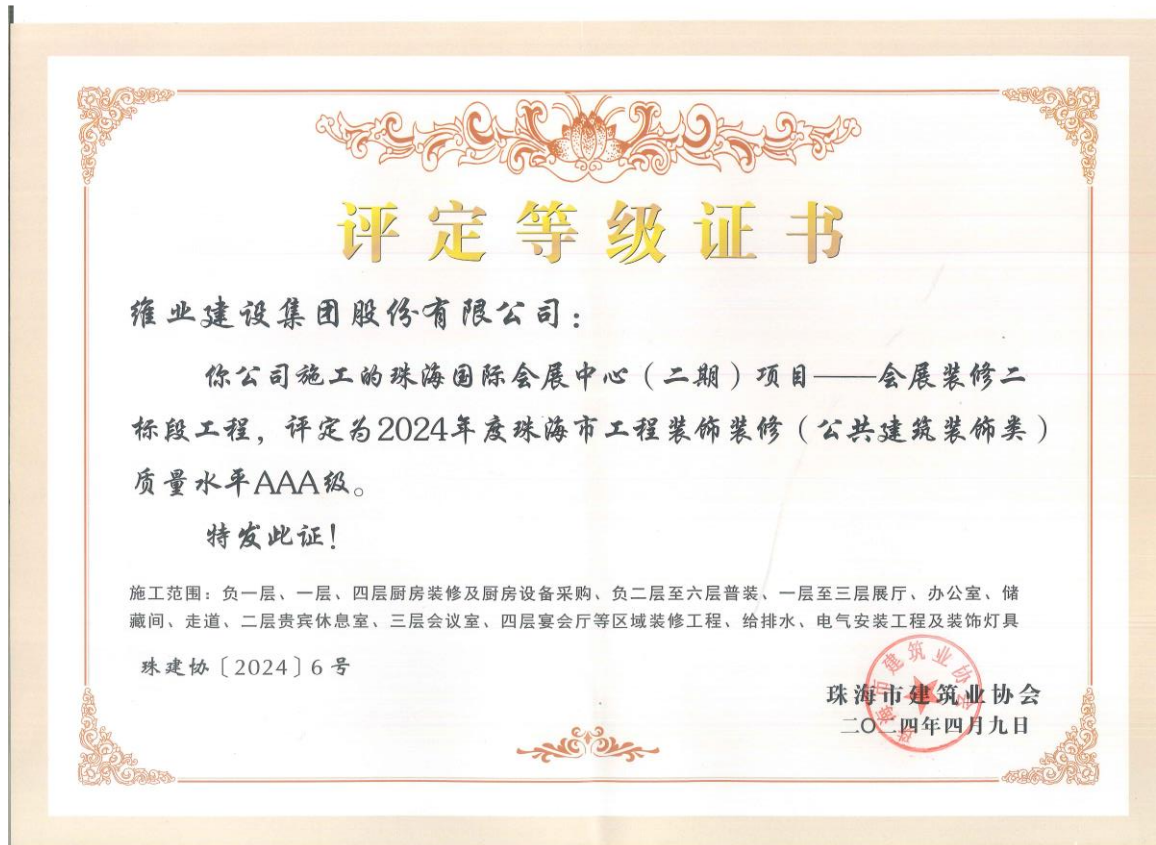 评定等级证书
维业建设集团股份有限公司：
你公司施工的珠海国际会展中心（二期）项目——会展装修二
标段工程，评定为2024年度珠海市工程装饰装修（公共建筑装饰类）
质量水平AAA级。
特发此证！
施工范围：负一层、一层、四层厨房装修及厨房设备采购、负二层至六层普装、一层至三层展厅、办公室、储
藏间、走道、二层贵宾休息室、三层会议室、四层宴会厅等区域装修工程、给排水、电气安装工程及装饰灯具
珠建协〔2024〕6号
珠海市建筑业协会
珠海市建筑业协会
二〇二四年四月九日